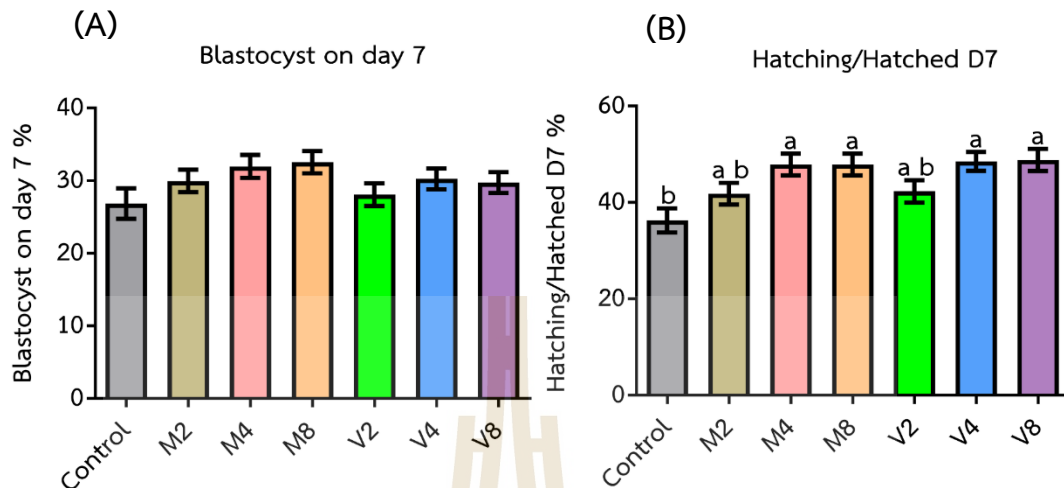 (A)
Blastocyst on day 7
Blastocyst on day 7 %
40
30
20
10
0
Control
M2
M4
M8
V2
V4
V8
(B)
Hatching/Hatched D7
Hatching/Hatched D7 %
60
40
20
0
b
a b
a
a
a b
a
a
Control
M2
M4
M8
V2
V4
V8